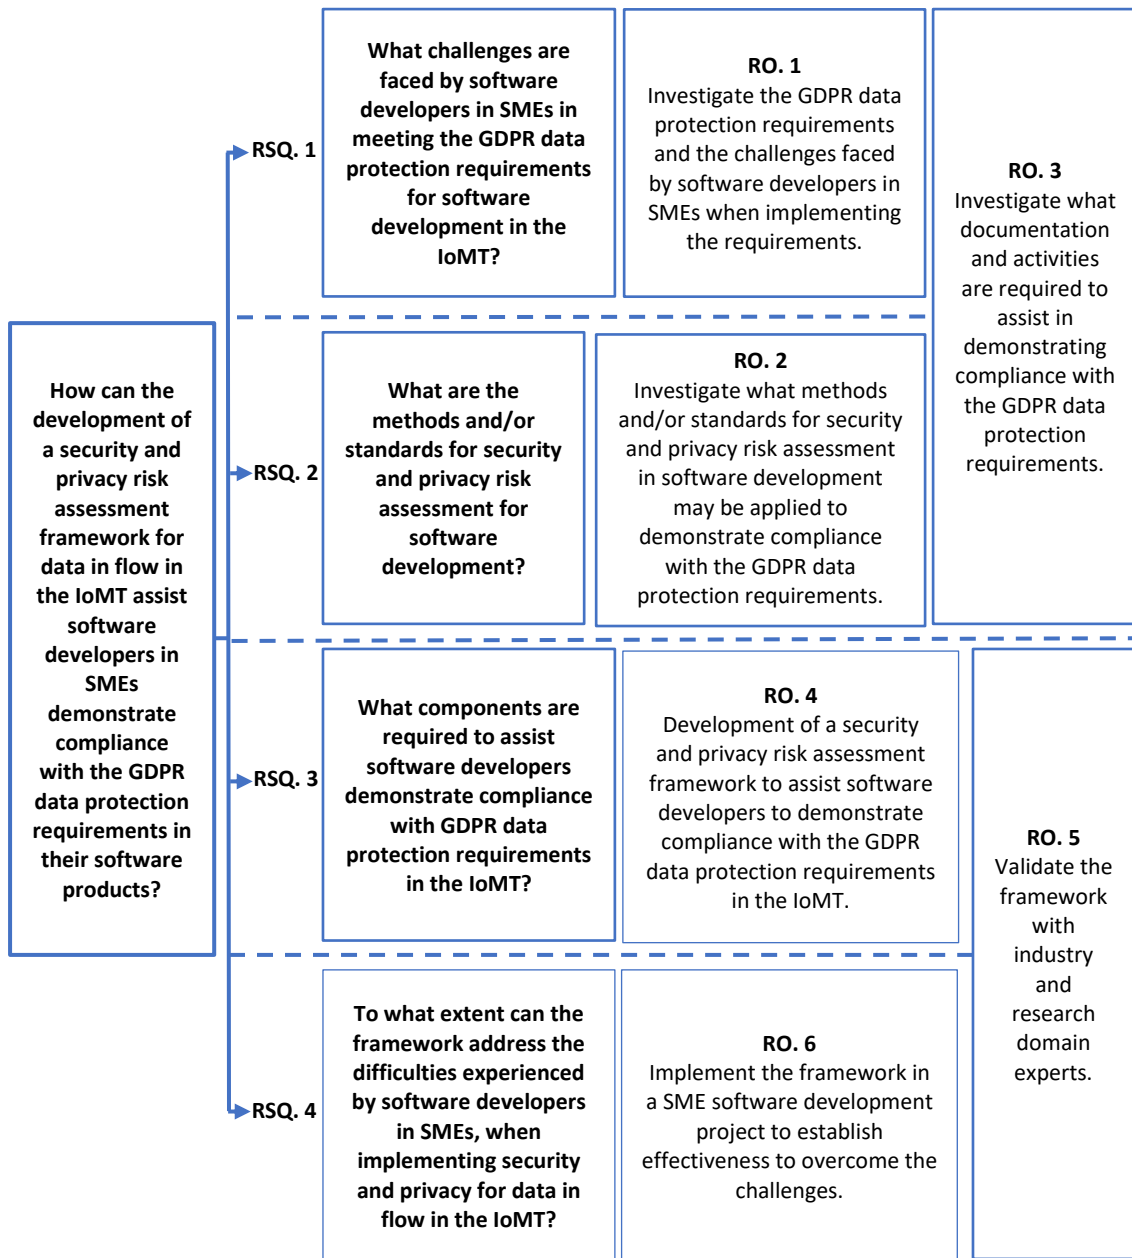 How can the
development of
a security and
privacy risk
assessment
framework for
data in flow in
the IoMT assist
software
developers in
SMEs
demonstrate
compliance
with the GDPR
data protection
requirements in
their software
products?
RSQ. 1
What challenges are
faced by software
developers in SMEs in
meeting the GDPR data
protection requirements
for software
development in the
IoMT?
RO. 1
Investigate the GDPR data
protection requirements
and the challenges faced
by software developers in
SMEs when implementing
the requirements.
RSQ. 2
What are the
methods and/or
standards for security
and privacy risk
assessment for
software
development?
RO. 2
Investigate what methods
and/or standards for security
and privacy risk assessment
in software development
may be applied to
demonstrate compliance
with the GDPR data
protection requirements.
RO. 3
Investigate what
documentation
and activities
are required to
assist in
demonstrating
compliance with
the GDPR data
protection
requirements.
RSQ. 3
What components are
required to assist
software developers
demonstrate compliance
with GDPR data
protection requirements
in the IoMT?
RO. 4
Development of a security
and privacy risk assessment
framework to assist software
developers to demonstrate
compliance with the GDPR
data protection requirements
in the IoMT.
RSQ. 4
To what extent can the
framework address the
difficulties experienced
by software developers
in SMEs, when
implementing security
and privacy for data in
flow in the IoMT?
RO. 6
Implement the framework in
a SME software development
project to establish
effectiveness to overcome the
challenges.
RO. 5
Validate the
framework
with
industry
and
research
domain
experts.